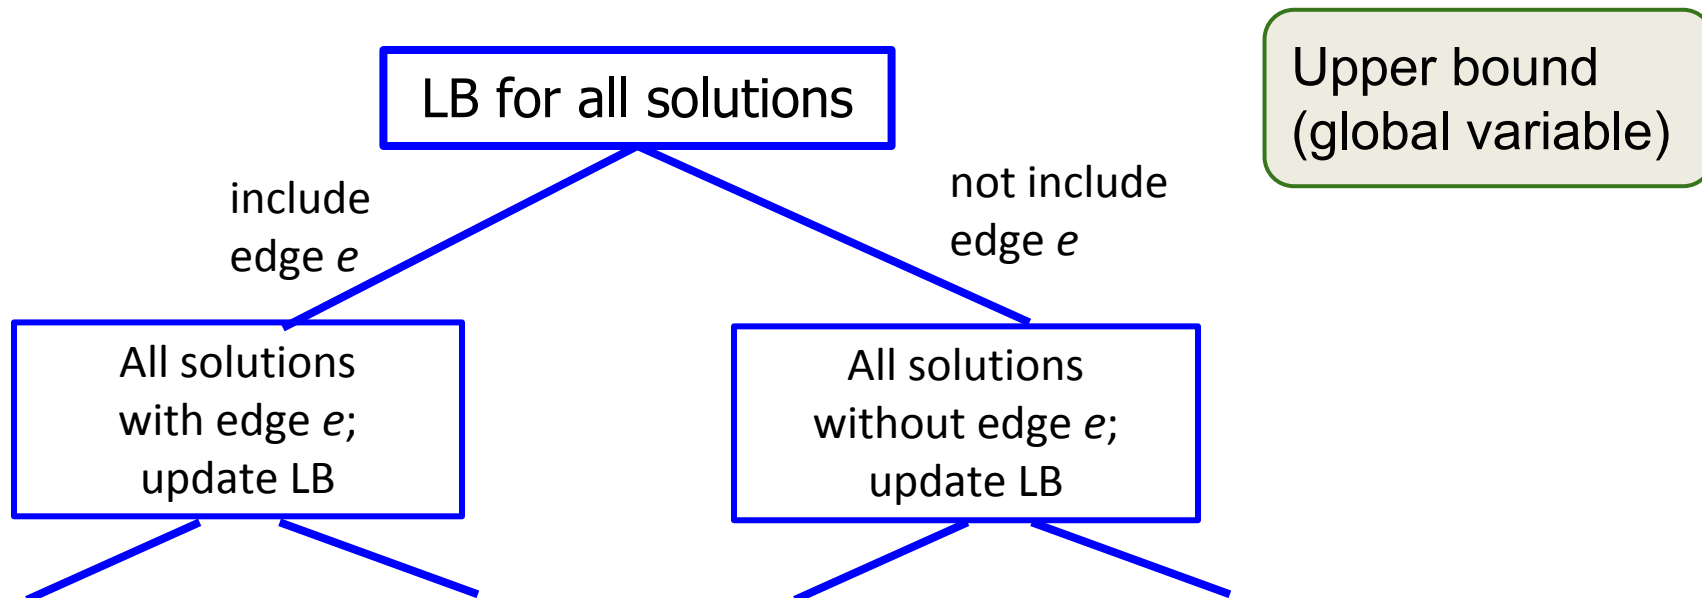 LB for all solutions
Upper bound
(global variable)
include
edge e
not include
edge e
All solutions
with edge e;
update LB
All solutions
without edge e;
update LB